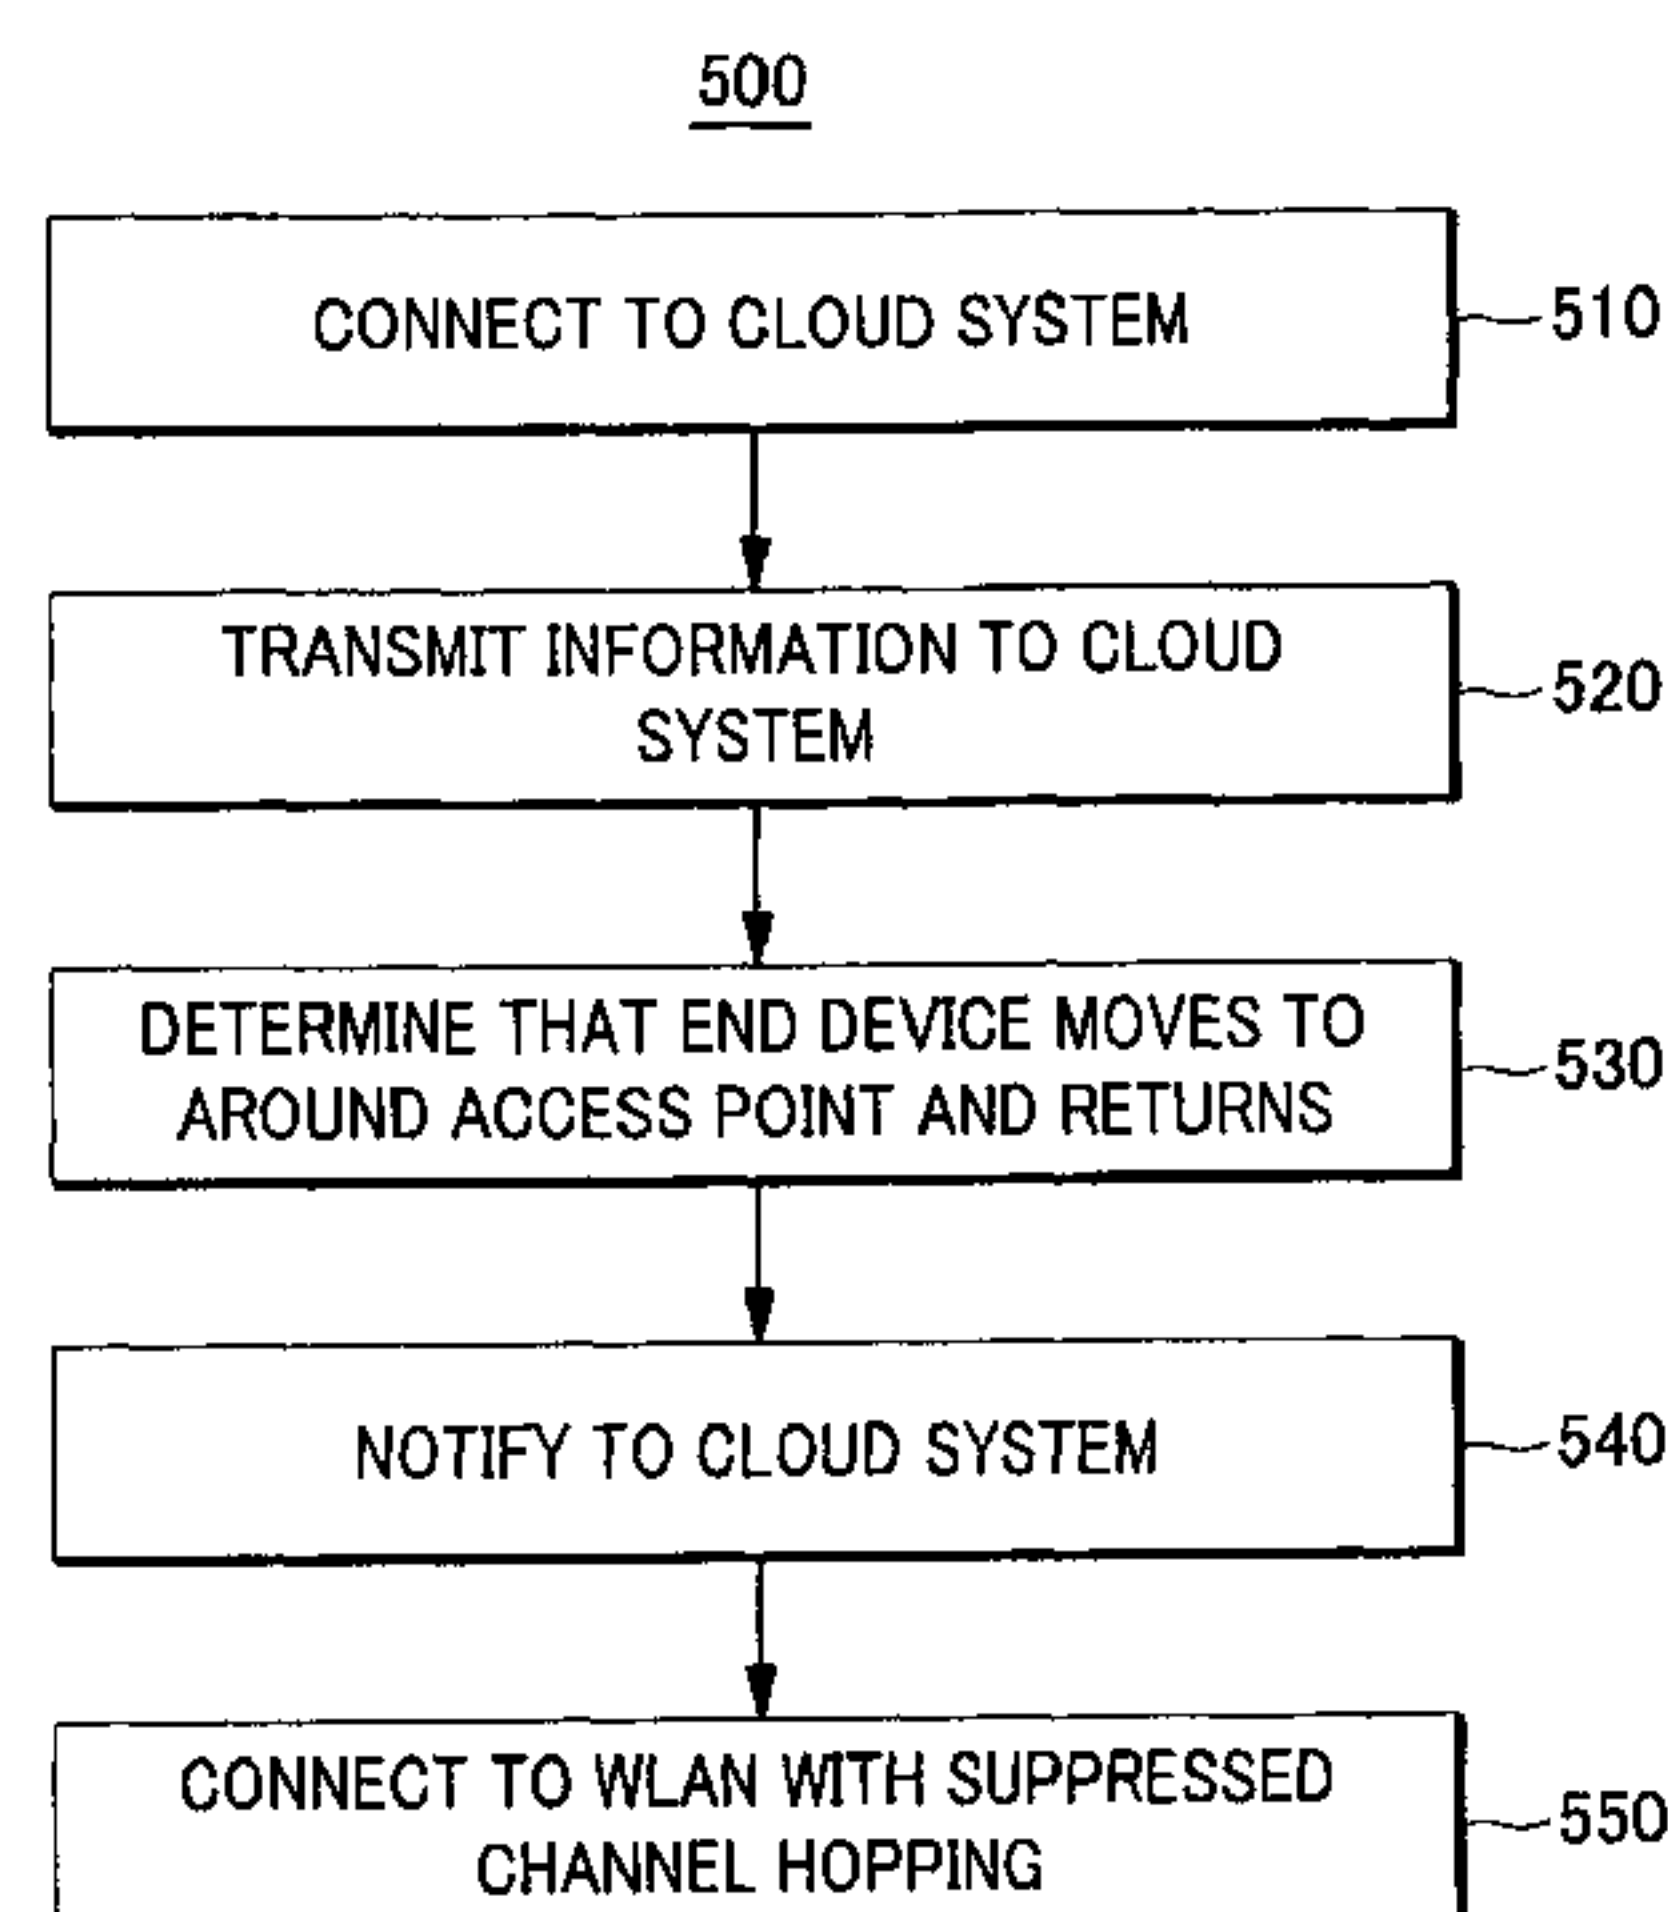 500
CONNECT TO CLOUD SYSTEM
510
TRANSMIT INFORMATION TO CLOUD
SYSTEM
520
DETERMINE THAT END DEVICE MOVES TO
AROUND ACCESS POINT AND RETURNS
530
NOTIFY TO CLOUD SYSTEM
540
CONNECT TO WLAN WITH SUPPRESSED
CHANNEL HOPPING
550